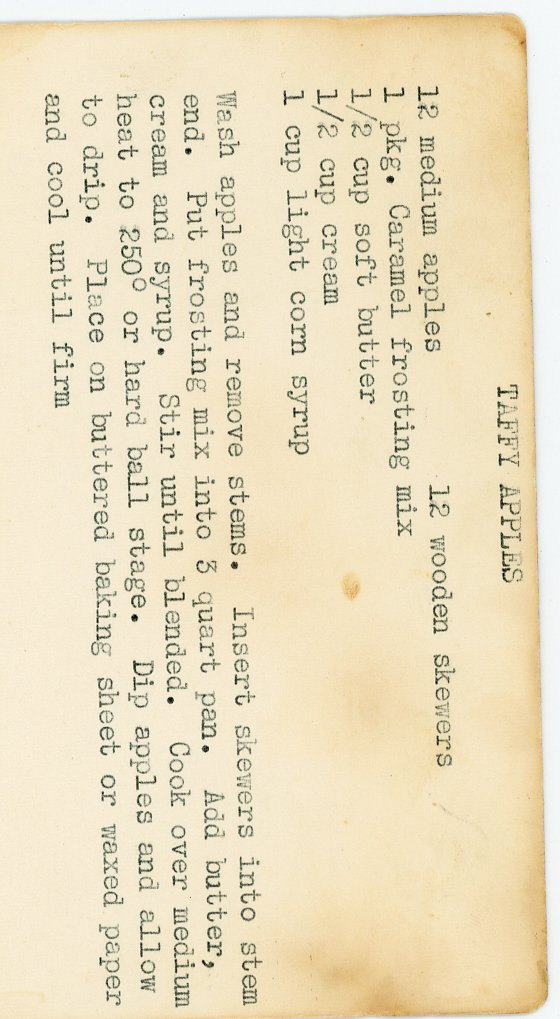 TAFFY APPLES
12 medium apples 12 wooden skewers
1 pkg. Caramel frosting mix
1/2 cup soft butter
1/2 cup cream
1 cup light corn syrup
Wash apples and remove stems. Insert skewers into stem
end. Put frosting mix into 3 quart pan. Add butter,
cream and syrup. Stir until blended. Cook over medium
heat to 250° or hard ball stage. Dip apples and allow
to drip. Place on buttered baking sheet or waxed paper
and cool until firm